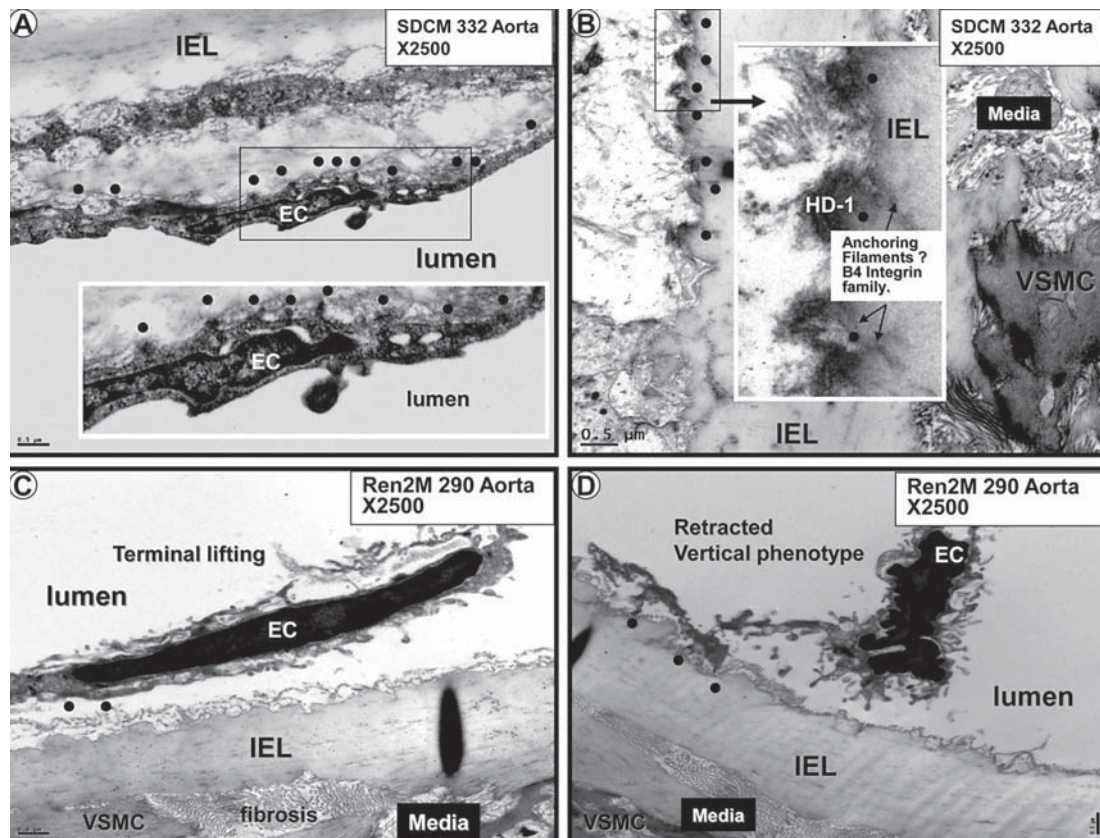 A
SDCM 332 Aorta
X2500
IEL
EC
lumen
EC
lumen
B
SDCM 332 Aorta
X2500
IEL
Media
HD-1
Anchoring
Filaments ?
B4 Integrin
family.
VSMC
0.5 µm
IEL
C
Ren2M 290 Aorta
X2500
Terminal lifting
lumen
EC
IEL
VSMC
fibrosis
Media
D
Ren2M 290 Aorta
X2500
Retracted
Vertical phenotype
EC
lumen
IEL
VSMC
Media